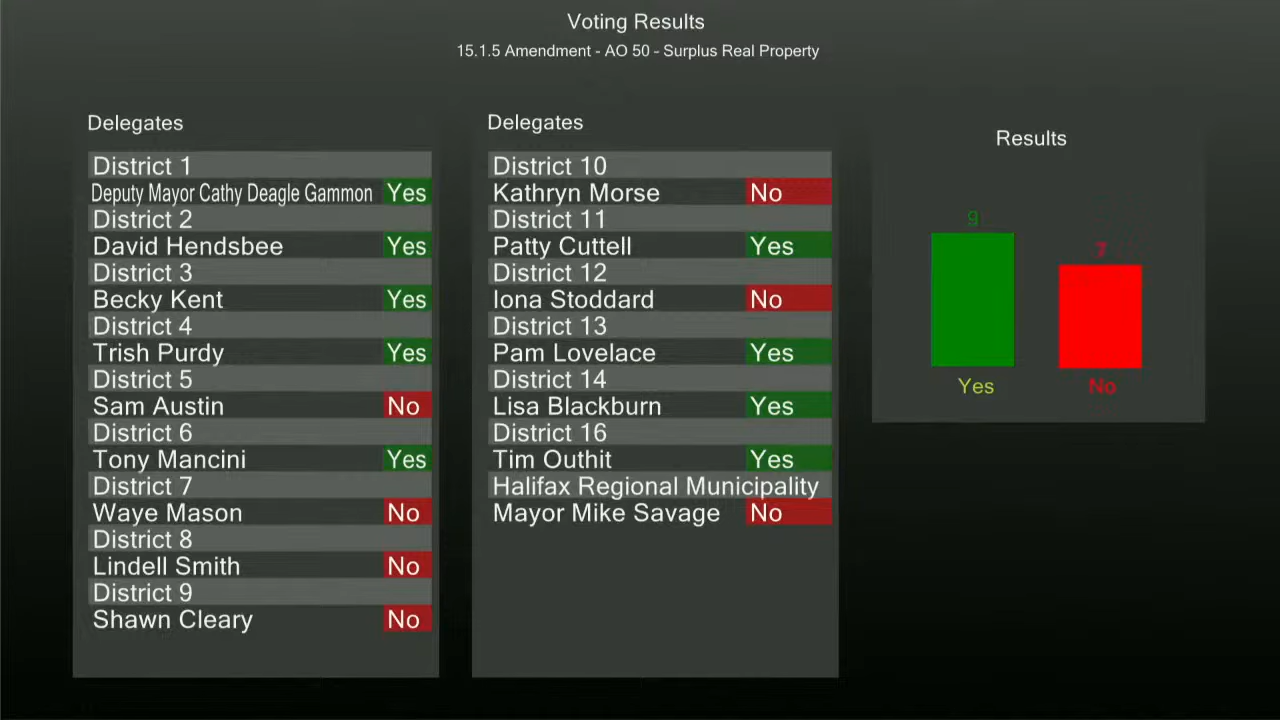 Voting Results
15.1.5 Amendment - AO 50 - Surplus Real Property
Delegates
District 1
Deputy Mayor Cathy Deagle Gammon Yes
District 2
David Hendsbee Yes
District 3
Becky Kent Yes
District 4
Trish Purdy Yes
District 5
Sam Austin No
District 6
Tony Mancini Yes
District 7
Waye Mason No
District 8
Lindell Smith No
District 9
Shawn Cleary No
Delegates
District 10
Kathryn Morse No
District 11
Patty Cuttell Yes
District 12
Iona Stoddard No
District 13
Pam Lovelace Yes
District 14
Lisa Blackburn Yes
District 16
Tim Outhit Yes
Halifax Regional Municipality
Mayor Mike Savage No
Results
9 7
Yes No